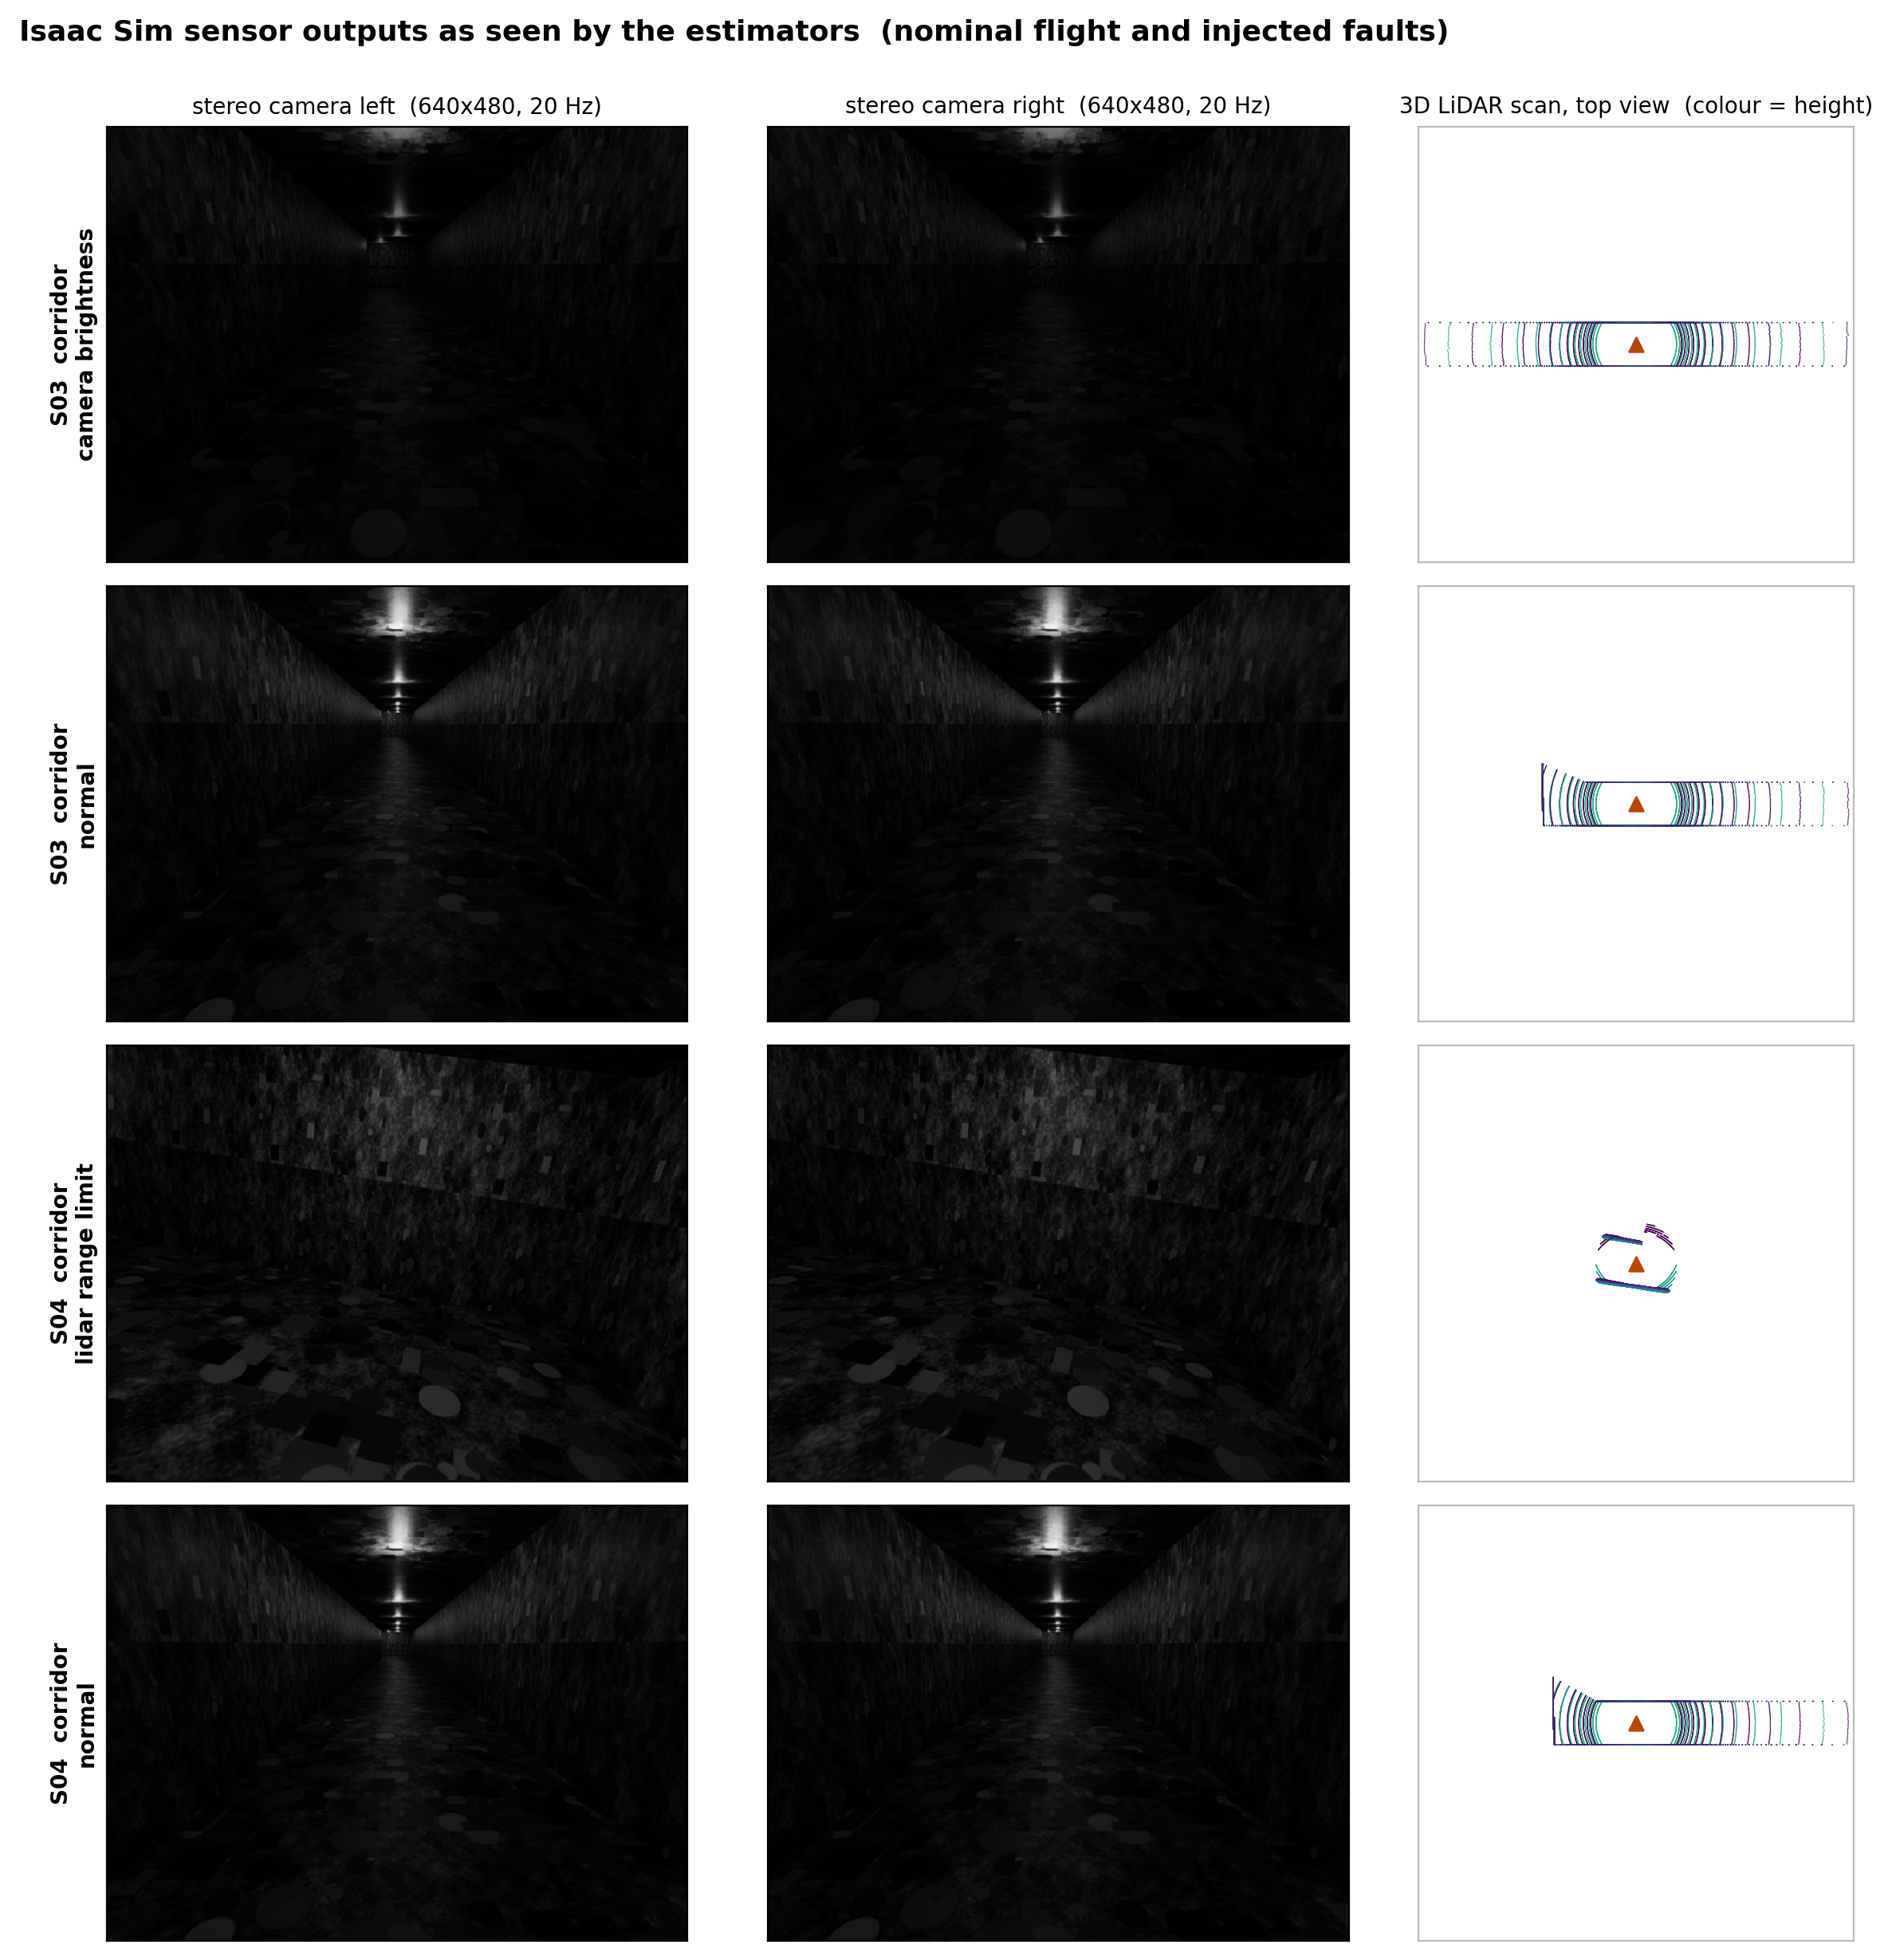 Isaac Sim sensor outputs as seen by the estimators  (nominal flight and injected faults)
stereo camera left  (640x480, 20 Hz)
stereo camera right  (640x480, 20 Hz)
3D LiDAR scan, top view  (colour = height)
S03  corridor
camera brightness
S03  corridor
normal
S04  corridor
lidar range limit
S04  corridor
normal